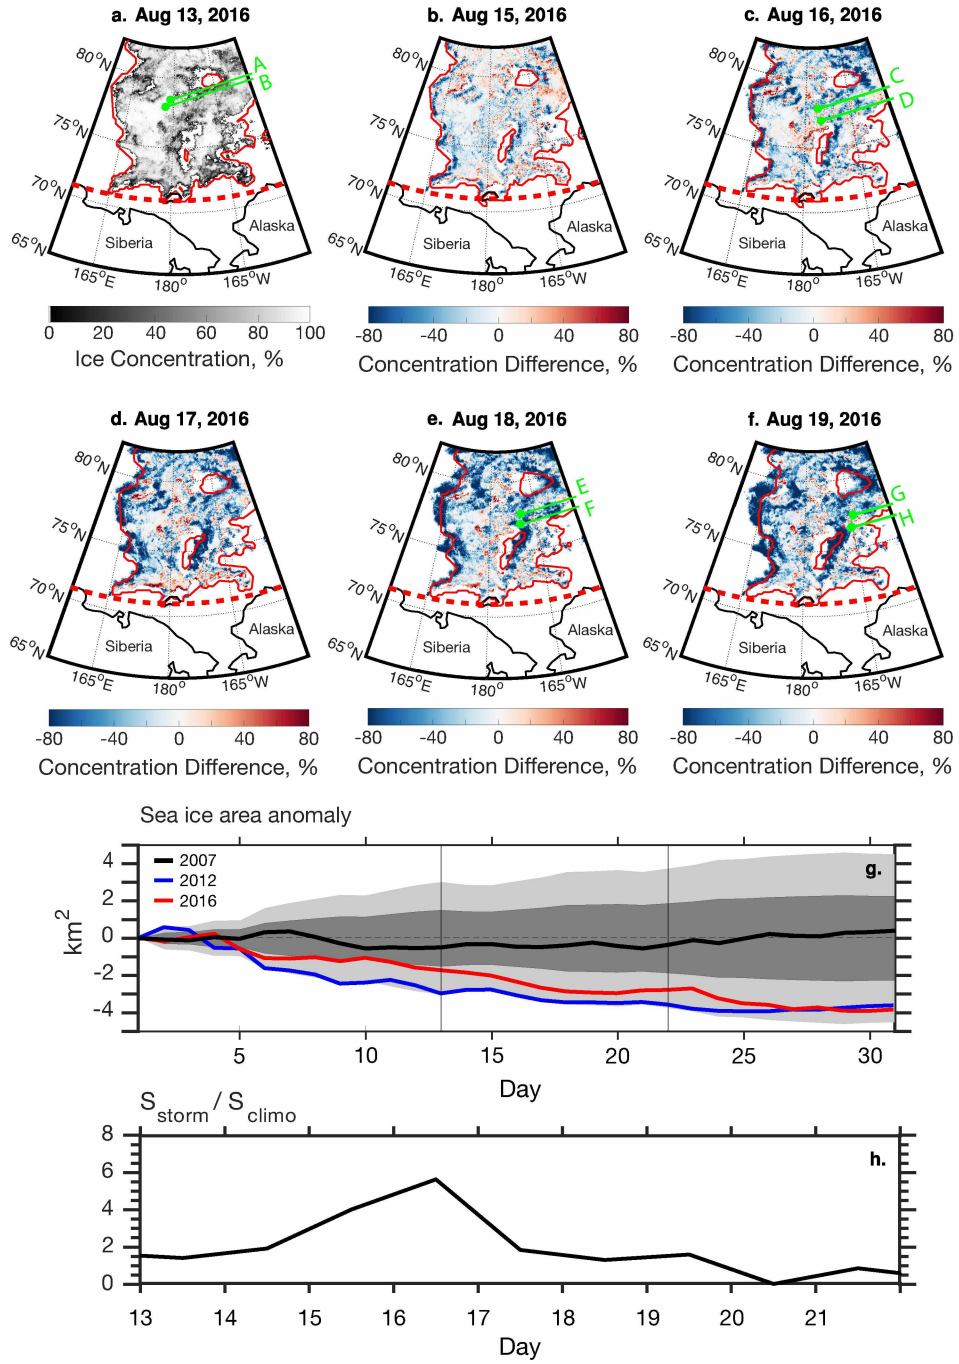 a. Aug 13, 2016
b. Aug 15, 2016
c. Aug 16, 2016
80°N
75°N
70°N
65°N
165°E
180°
165°W
Siberia
Alaska
A
B
80°N
75°N
70°N
65°N
165°E
180°
165°W
Siberia
Alaska
80°N
75°N
70°N
65°N
165°E
180°
165°W
Siberia
Alaska
C
D
0 20 40 60 80 100
Ice Concentration, %
-80 -40 0 40 80
Concentration Difference, %
-80 -40 0 40 80
Concentration Difference, %
d. Aug 17, 2016
e. Aug 18, 2016
f. Aug 19, 2016
80°N
75°N
70°N
65°N
165°E
180°
165°W
Siberia
Alaska
80°N
75°N
70°N
65°N
165°E
180°
165°W
Siberia
Alaska
E
F
80°N
75°N
70°N
65°N
165°E
180°
165°W
Siberia
Alaska
G
H
-80 -40 0 40 80
Concentration Difference, %
-80 -40 0 40 80
Concentration Difference, %
-80 -40 0 40 80
Concentration Difference, %
Sea ice area anomaly
g.
2007
2012
2016
km²
4
2
0
-2
-4
5 10 15 20 25 30
Day
S_storm / S_climo
h.
8
6
4
2
0
13 14 15 16 17 18 19 20 21
Day